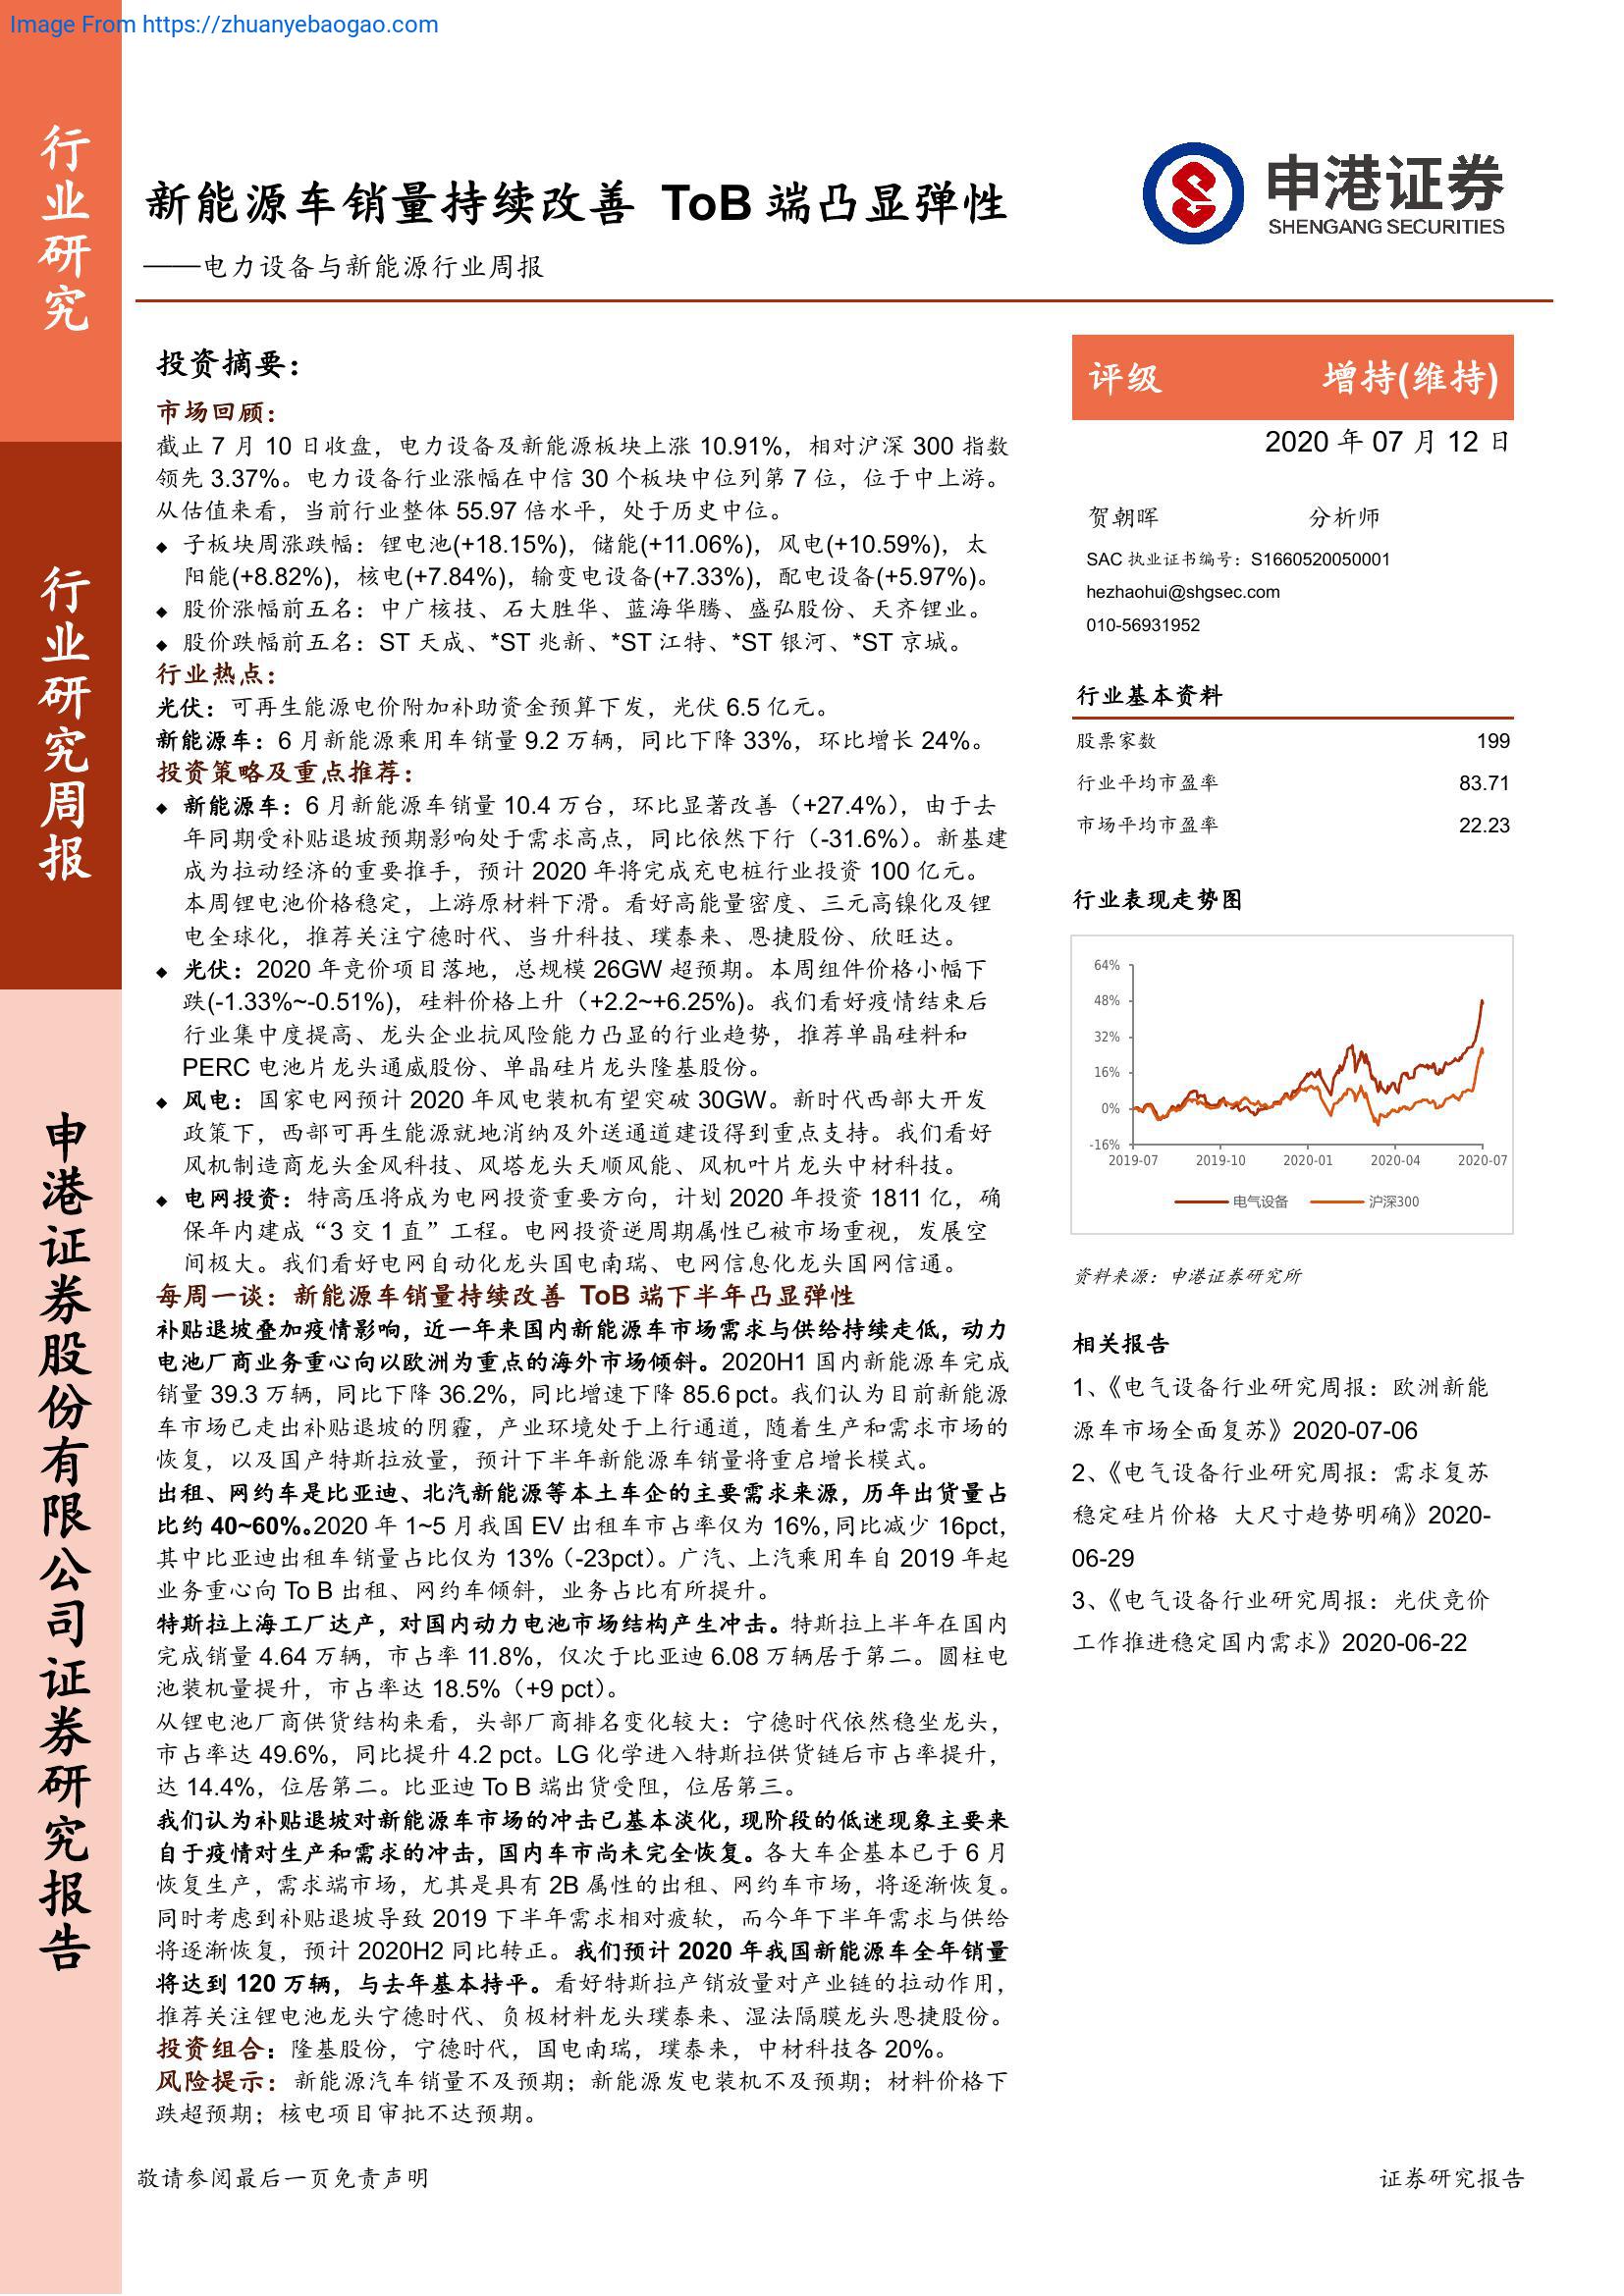 Image From https://zhuanyebaogao.com
行业研究
行业研究周报
申港证券股份有限公司证券研究报告
新能源车销量持续改善 ToB 端凸显弹性
——电力设备与新能源行业周报
申港证券
SHENGANG SECURITIES
投资摘要：
市场回顾：
截止 7 月 10 日收盘，电力设备及新能源板块上涨 10.91%，相对沪深 300 指数
领先 3.37%。电力设备行业涨幅在中信 30 个板块中位列第 7 位，位于中上游。
从估值来看，当前行业整体 55.97 倍水平，处于历史中位。
◆ 子板块周涨跌幅：锂电池(+18.15%)，储能(+11.06%)，风电(+10.59%)，太
阳能(+8.82%)，核电(+7.84%)，输变电设备(+7.33%)，配电设备(+5.97%)。
◆ 股价涨幅前五名：中广核技、石大胜华、蓝海华腾、盛弘股份、天齐锂业。
◆ 股价跌幅前五名：ST 天成、*ST 兆新、*ST 江特、*ST 银河、*ST 京城。
行业热点：
光伏：可再生能源电价附加补助资金预算下发，光伏 6.5 亿元。
新能源车：6 月新能源乘用车销量 9.2 万辆，同比下降 33%，环比增长 24%。
投资策略及重点推荐：
◆ 新能源车：6 月新能源车销量 10.4 万台，环比显著改善（+27.4%），由于去
年同期受补贴退坡预期影响处于需求高点，同比依然下行（-31.6%）。新基建
成为拉动经济的重要推手，预计 2020 年将完成充电桩行业投资 100 亿元。
本周锂电池价格稳定，上游原材料下滑。看好高能量密度、三元高镍化及锂
电全球化，推荐关注宁德时代、当升科技、璞泰来、恩捷股份、欣旺达。
◆ 光伏：2020 年竞价项目落地，总规模 26GW 超预期。本周组件价格小幅下
跌(-1.33%~-0.51%)，硅料价格上升（+2.2~+6.25%)。我们看好疫情结束后
行业集中度提高、龙头企业抗风险能力凸显的行业趋势，推荐单晶硅料和
PERC 电池片龙头通威股份、单晶硅片龙头隆基股份。
◆ 风电：国家电网预计 2020 年风电装机有望突破 30GW。新时代西部大开发
政策下，西部可再生能源就地消纳及外送通道建设得到重点支持。我们看好
风机制造商龙头金风科技、风塔龙头天顺风能、风机叶片龙头中材科技。
◆ 电网投资：特高压将成为电网投资重要方向，计划 2020 年投资 1811 亿，确
保年内建成“3 交 1 直”工程。电网投资逆周期属性已被市场重视，发展空
间极大。我们看好电网自动化龙头国电南瑞、电网信息化龙头国网信通。
每周一谈：新能源车销量持续改善 ToB 端下半年凸显弹性
补贴退坡叠加疫情影响，近一年来国内新能源车市场需求与供给持续走低，动力
电池厂商业务重心向以欧洲为重点的海外市场倾斜。2020H1 国内新能源车完成
销量 39.3 万辆，同比下降 36.2%，同比增速下降 85.6 pct。我们认为目前新能源
车市场已走出补贴退坡的阴霾，产业环境处于上行通道，随着生产和需求市场的
恢复，以及国产特斯拉放量，预计下半年新能源车销量将重启增长模式。
出租、网约车是比亚迪、北汽新能源等本土车企的主要需求来源，历年出货量占
比约 40~60%。2020 年 1~5 月我国 EV 出租车市占率仅为 16%,同比减少 16pct，
其中比亚迪出租车销量占比仅为 13%（-23pct）。广汽、上汽乘用车自 2019 年起
业务重心向 To B 出租、网约车倾斜，业务占比有所提升。
特斯拉上海工厂达产，对国内动力电池市场结构产生冲击。特斯拉上半年在国内
完成销量 4.64 万辆，市占率 11.8%，仅次于比亚迪 6.08 万辆居于第二。圆柱电
池装机量提升，市占率达 18.5%（+9 pct）。
从锂电池厂商供货结构来看，头部厂商排名变化较大：宁德时代依然稳坐龙头，
市占率达 49.6%，同比提升 4.2 pct。LG 化学进入特斯拉供货链后市占率提升，
达 14.4%，位居第二。比亚迪 To B 端出货受阻，位居第三。
我们认为补贴退坡对新能源车市场的冲击已基本淡化，现阶段的低迷现象主要来
自于疫情对生产和需求的冲击，国内车市尚未完全恢复。各大车企基本已于 6 月
恢复生产，需求端市场，尤其是具有 2B 属性的出租、网约车市场，将逐渐恢复。
同时考虑到补贴退坡导致 2019 下半年需求相对疲软，而今年下半年需求与供给
将逐渐恢复，预计 2020H2 同比转正。我们预计 2020 年我国新能源车全年销量
将达到 120 万辆，与去年基本持平。看好特斯拉产销放量对产业链的拉动作用，
推荐关注锂电池龙头宁德时代、负极材料龙头璞泰来、湿法隔膜龙头恩捷股份。
投资组合：隆基股份，宁德时代，国电南瑞，璞泰来，中材科技各 20%。
风险提示：新能源汽车销量不及预期；新能源发电装机不及预期；材料价格下
跌超预期；核电项目审批不达预期。
评级 增持(维持)
2020 年 07 月 12 日
贺朝晖 分析师
SAC 执业证书编号：S1660520050001
hezhaohui@shgsec.com
010-56931952
行业基本资料
股票家数 199
行业平均市盈率 83.71
市场平均市盈率 22.23
行业表现走势图
64%
48%
32%
16%
0%
-16%
2019-07 2019-10 2020-01 2020-04 2020-07
电气设备 沪深300
资料来源：申港证券研究所
相关报告
1、《电气设备行业研究周报：欧洲新能
源车市场全面复苏》2020-07-06
2、《电气设备行业研究周报：需求复苏
稳定硅片价格 大尺寸趋势明确》2020-
06-29
3、《电气设备行业研究周报：光伏竞价
工作推进稳定国内需求》2020-06-22
敬请参阅最后一页免责声明 证券研究报告